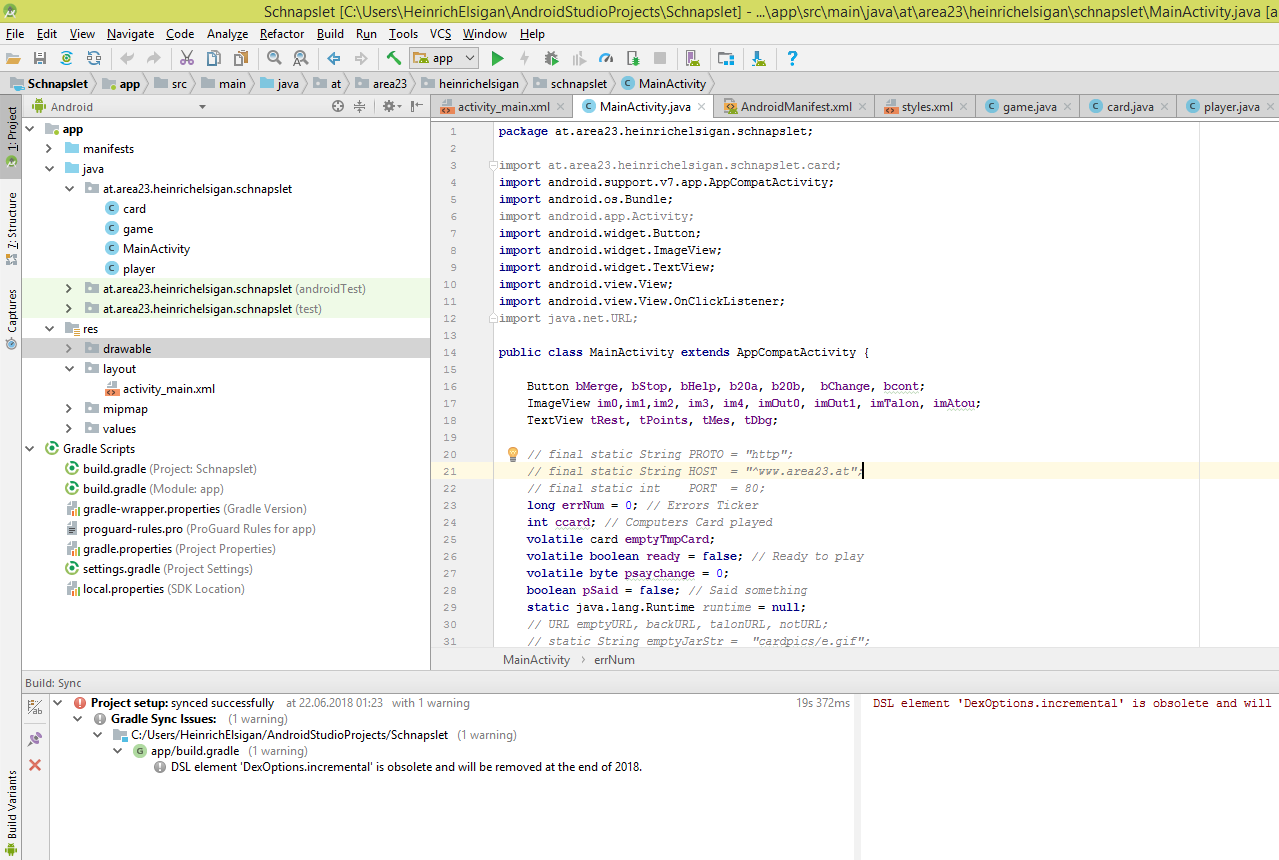 Schnapslet [C:\Users\HeinrichElsigan\AndroidStudioProjects\Schnapslet] - ...\app\src\main\java\at\area23\heinrichelsigan\schnapslet\MainActivity.java [a
File Edit View Navigate Code Analyze Refactor Build Run Tools VCS Window Help
app
Schnapslet app src main java at area23 heinrichelsigan schnapslet MainActivity
1: Project
7: Structure
Captures
Build Variants
Android
app
manifests
java
at.area23.heinrichelsigan.schnapslet
card
game
MainActivity
player
at.area23.heinrichelsigan.schnapslet (androidTest)
at.area23.heinrichelsigan.schnapslet (test)
res
drawable
layout
activity_main.xml
mipmap
values
Gradle Scripts
build.gradle (Project: Schnapslet)
build.gradle (Module: app)
gradle-wrapper.properties (Gradle Version)
proguard-rules.pro (ProGuard Rules for app)
gradle.properties (Project Properties)
settings.gradle (Project Settings)
local.properties (SDK Location)
activity_main.xml MainActivity.java AndroidManifest.xml styles.xml game.java card.java player.java
1 package at.area23.heinrichelsigan.schnapslet;
2
3 import at.area23.heinrichelsigan.schnapslet.card;
4 import android.support.v7.app.AppCompatActivity;
5 import android.os.Bundle;
6 import android.app.Activity;
7 import android.widget.Button;
8 import android.widget.ImageView;
9 import android.widget.TextView;
10 import android.view.View;
11 import android.view.View.OnClickListener;
12 import java.net.URL;
13
14 public class MainActivity extends AppCompatActivity {
15
16 Button bMerge, bStop, bHelp, b20a, b20b, bChange, bcont;
17 ImageView im0,im1,im2, im3, im4, imOut0, imOut1, imTalon, imAtou;
18 TextView tRest, tPoints, tMes, tDbg;
19
20 // final static String PROTO = "http";
21 // final static String HOST = "^www.area23.at";
22 // final static int PORT = 80;
23 long errNum = 0; // Errors Ticker
24 int ccard; // Computers Card played
25 volatile card emptyTmpCard;
26 volatile boolean ready = false; // Ready to play
27 volatile byte psaychange = 0;
28 boolean pSaid = false; // Said something
29 static java.lang.Runtime runtime = null;
30 // URL emptyURL, backURL, talonURL, notURL;
31 // static String emptyJarStr = "cardpics/e.gif";
MainActivity errNum
Build: Sync
Project setup: synced successfully at 22.06.2018 01:23 with 1 warning 19s 372ms
Gradle Sync Issues: (1 warning)
C:/Users/HeinrichElsigan/AndroidStudioProjects/Schnapslet (1 warning)
app/build.gradle (1 warning)
DSL element 'DexOptions.incremental' is obsolete and will be removed at the end of 2018.
DSL element 'DexOptions.incremental' is obsolete and will